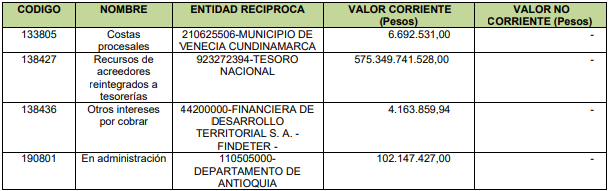 CODIGO NOMBRE ENTIDAD RECIPROCA VALOR CORRIENTE (Pesos) VALOR NO CORRIENTE (Pesos)
133805 Costas procesales 210625506-MUNICIPIO DE VENECIA CUNDINAMARCA 6.692.531,00 -
138427 Recursos de acreedores reintegrados a tesorerías 923272394-TESORO NACIONAL 575.349.741.528,00 -
138436 Otros intereses por cobrar 44200000-FINANCIERA DE DESARROLLO TERRITORIAL S. A. - FINDETER - 4.163.859,94 -
190801 En administración 110505000-DEPARTAMENTO DE ANTIOQUIA 102.147.427,00 -